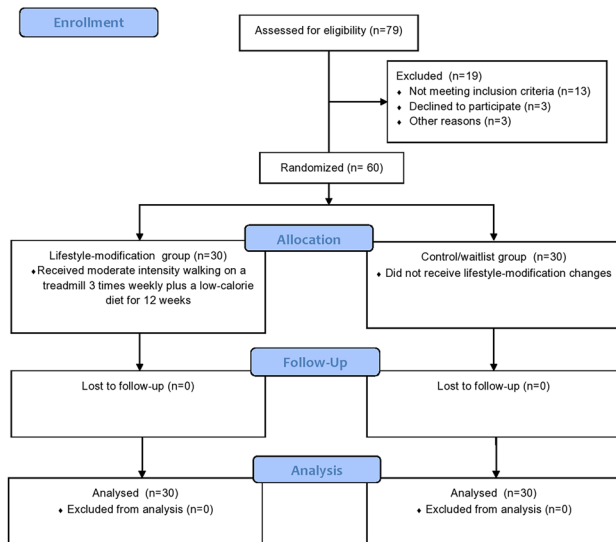 Enrollment
Assessed for eligibility (n=79)
Excluded (n=19)
♦ Not meeting inclusion criteria (n=13)
♦ Declined to participate (n=3)
♦ Other reasons (n=3)
Randomized (n= 60)
Allocation
Lifestyle-modification group (n=30)
♦Received moderate intensity walking on a
treadmill 3 times weekly plus a low-calorie
diet for 12 weeks
Control/waitlist group (n=30)
♦ Did not receive lifestyle-modification changes
Follow-Up
Lost to follow-up (n=0)
Lost to follow-up (n=0)
Analysis
Analysed (n=30)
♦ Excluded from analysis (n=0)
Analysed (n=30)
♦ Excluded from analysis (n=0)